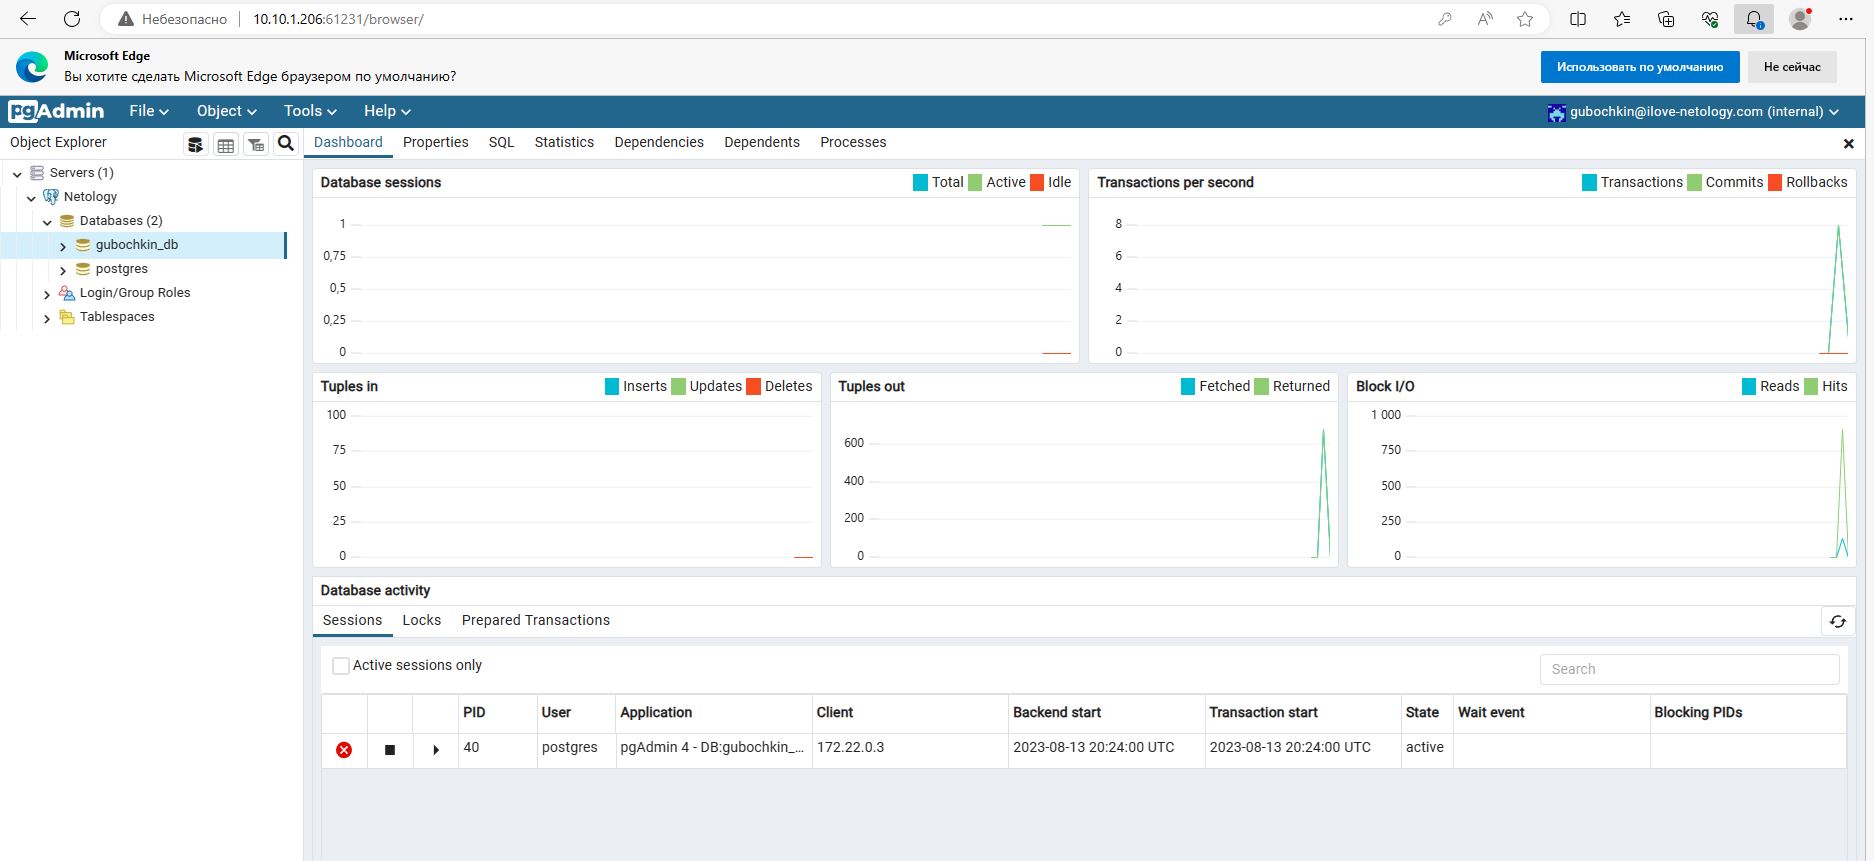 Небезопасно 10.10.1.206:61231/browser/
Microsoft Edge
Вы хотите сделать Microsoft Edge браузером по умолчанию?
Использовать по умолчанию Не сейчас
pgAdmin File Object Tools Help gubochkin@ilove-netology.com (internal)
Object Explorer
Dashboard Properties SQL Statistics Dependencies Dependents Processes
Servers (1)
Netology
Databases (2)
gubochkin_db
postgres
Login/Group Roles
Tablespaces
Database sessions Total Active Idle
1
0,75
0,5
0,25
0
Transactions per second Transactions Commits Rollbacks
8
6
4
2
0
Tuples in Inserts Updates Deletes
100
75
50
25
0
Tuples out Fetched Returned
600
400
200
0
Block I/O Reads Hits
1 000
750
500
250
0
Database activity
Sessions Locks Prepared Transactions
Active sessions only Search
PID User Application Client Backend start Transaction start State Wait event Blocking PIDs
40 postgres pgAdmin 4 - DB:gubochkin_... 172.22.0.3 2023-08-13 20:24:00 UTC 2023-08-13 20:24:00 UTC active